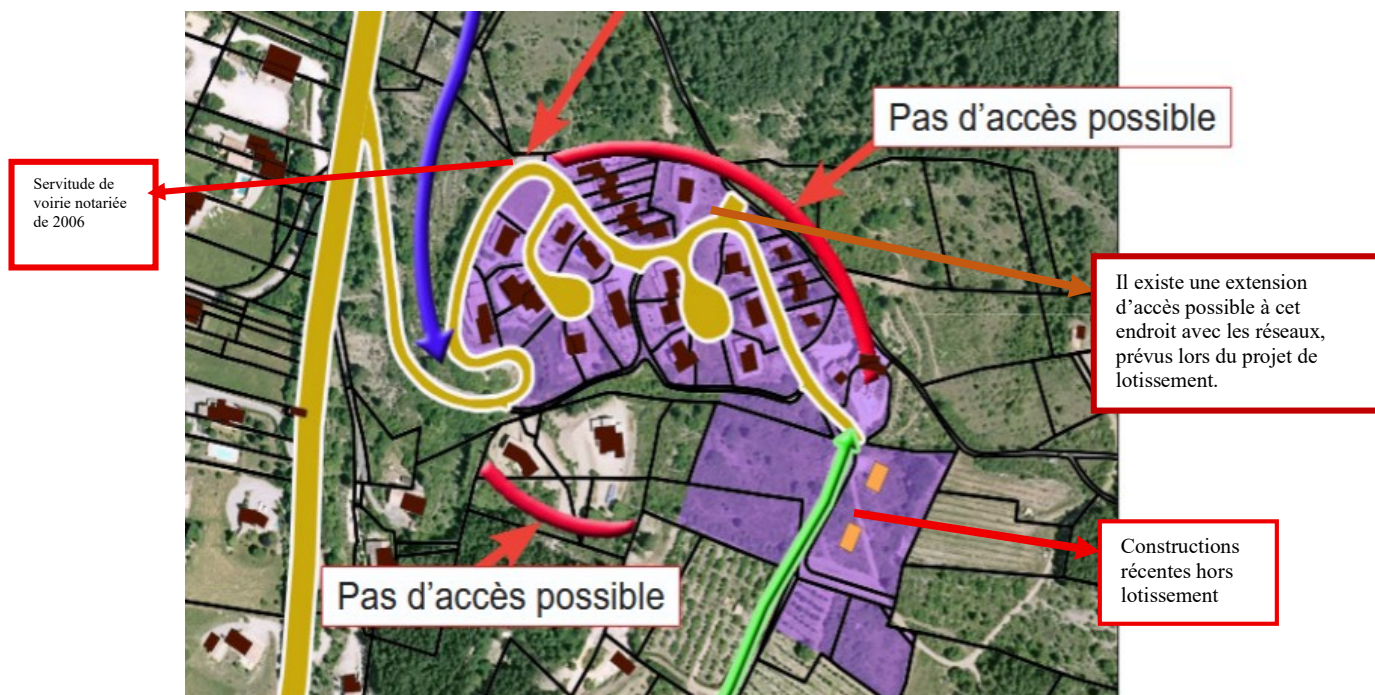 Pas d'accès possible
Servitude de
voirie notariée
de 2006
Il existe une extension
d'accès possible à cet
endroit avec les réseaux,
prévus lors du projet de
lotissement.
Constructions
récentes hors
lotissement
Pas d'accès possible